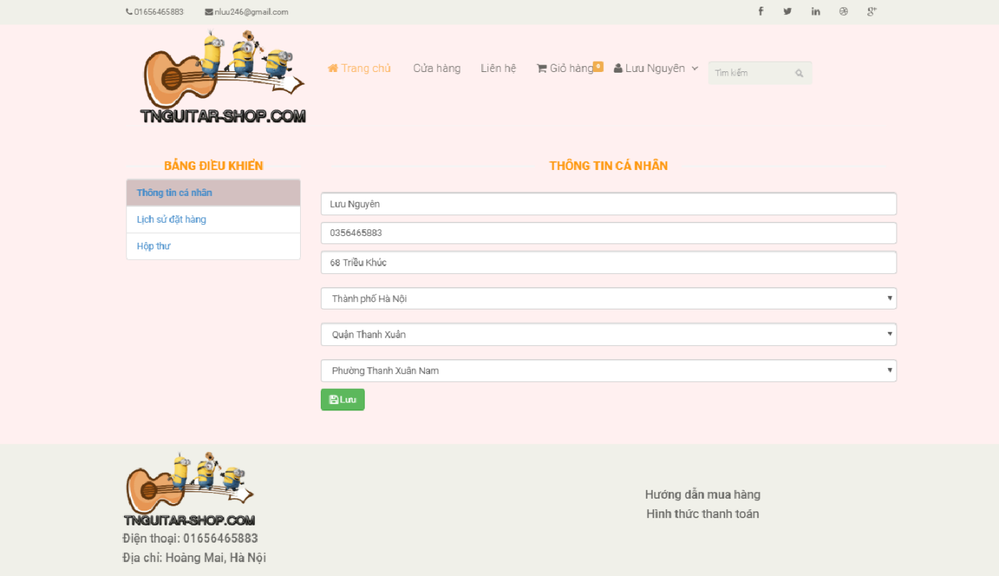 01656465883 nluu246@gmail.com
TNGUITAR-SHOP.COM
Trang chủ Cửa hàng Liên hệ Giỏ hàng 0 Lưu Nguyên Tìm kiếm
BẢNG ĐIỀU KHIỂN
Thông tin cá nhân
Lịch sử đặt hàng
Hộp thư
THÔNG TIN CÁ NHÂN
Lưu Nguyên
0356465883
68 Triều Khúc
Thành phố Hà Nội
Quận Thanh Xuân
Phường Thanh Xuân Nam
Lưu
TNGUITAR-SHOP.COM
Điện thoại: 01656465883
Địa chỉ: Hoàng Mai, Hà Nội
Hướng dẫn mua hàng
Hình thức thanh toán